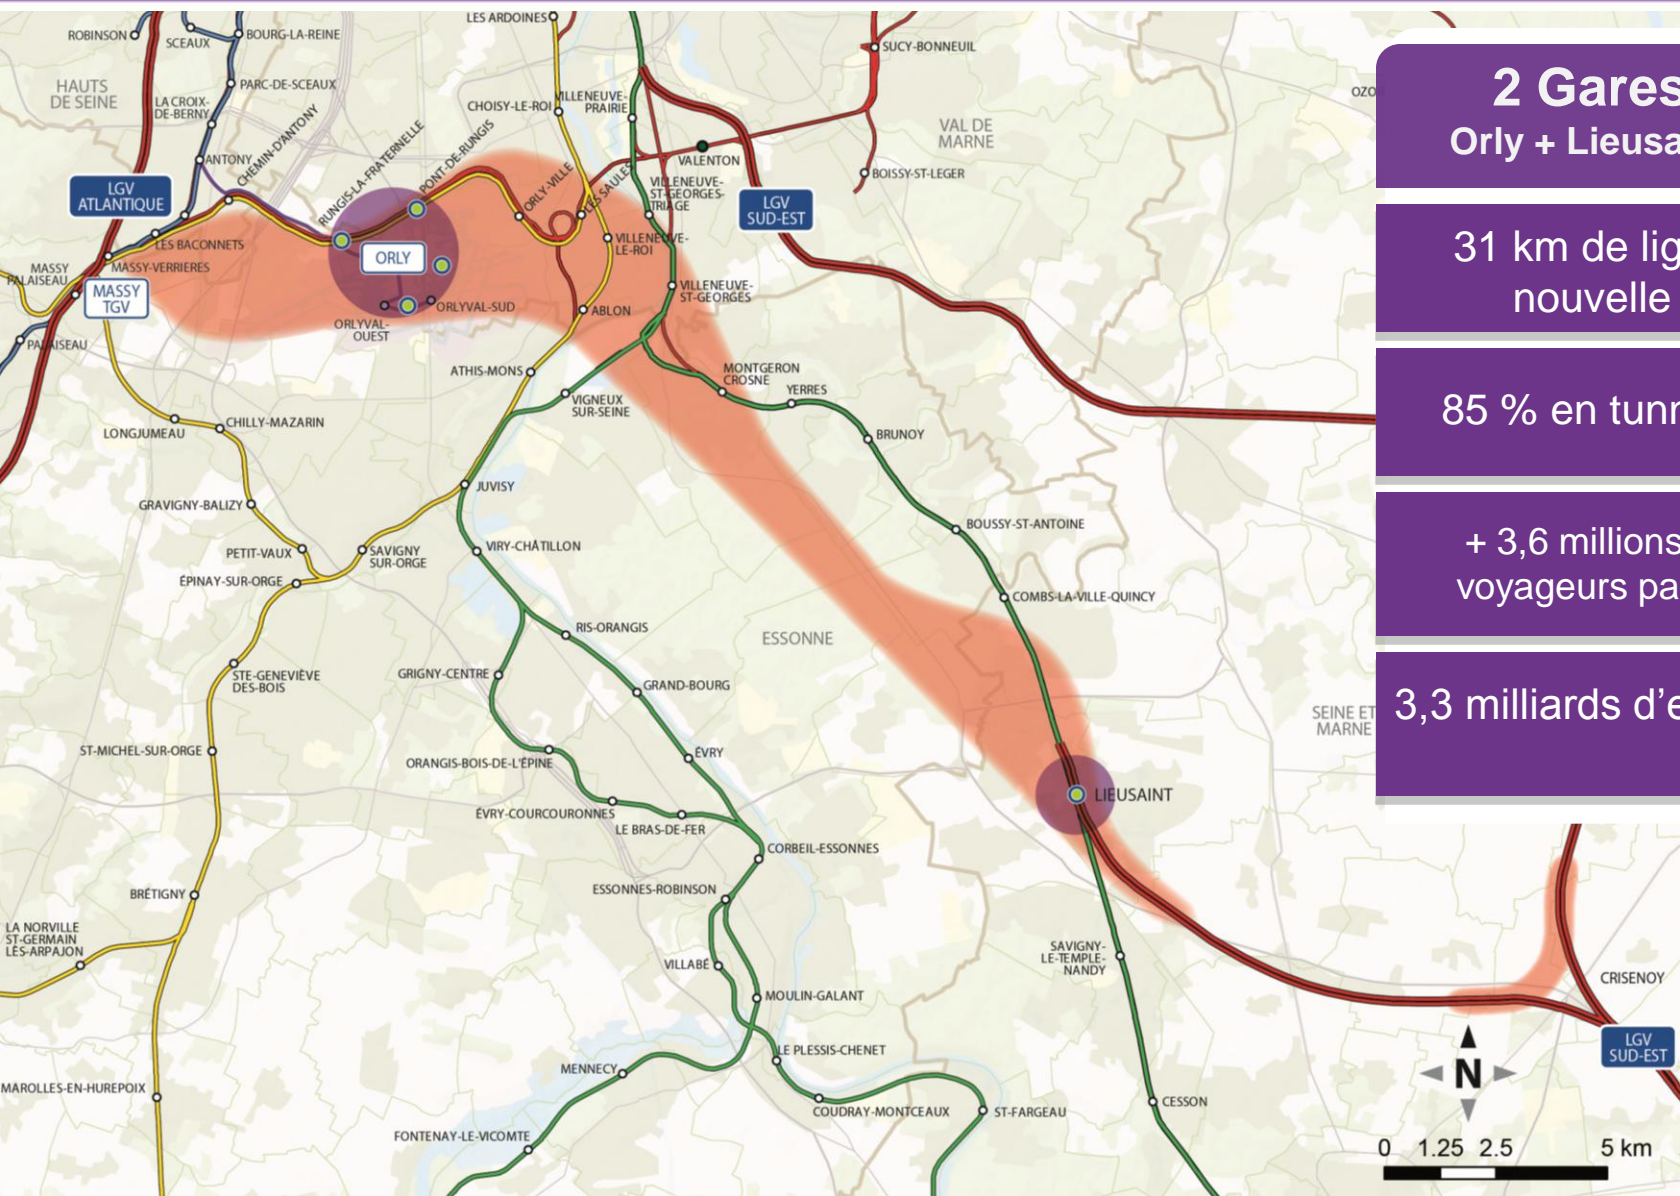 LES ARDOINES
ROBINSON
SCEAUX
BOURG-LA-REINE
SUCY-BONNEUIL
HAUTS
DE SEINE
PARC-DE-SCEAUX
LA CROIX-
DE-BERNY
CHOISY-LE-ROI
VILLENEUVE-
PRAIRIE
VAL DE
MARNE
2 Gares
Orly +
ANTONY
CHEMIN-D'ANTONY
RUNGIS-LA-FRATERNELLE
PONT-DE-RUNGIS
ORLY-VILLE
LES SAULES
VALENTON
BOISSY-ST-LEGER
LGV
ATLANTIQUE
VILLENEUVE-
ST-GEORGES-
TRIAGE
LGV
SUD-EST
LES BACONNETS
MASSY-VERRIERES
MASSY
PALAISEAU
MASSY
TGV
ORLY
VILLENEUVE-
LE-ROI
31 km de
nouvelle
VILLENEUVE-
ST-GEORGES
ORLYVAL-SUD
ORLYVAL-
OUEST
ABLON
PALAISEAU
ATHIS-MONS
MONTGERON
CROSNE
YERRES
VIGNEUX
SUR-SEINE
85 % en
LONGJUMEAU
CHILLY-MAZARIN
BRUNOY
GRAVIGNY-BALIZY
JUVISY
BOUSSY-ST-ANTOINE
PETIT-VAUX
SAVIGNY
SUR-ORGE
VIRY-CHÂTILLON
+ 3,6 millions
voyageurs
ÉPINAY-SUR-ORGE
COMBS-LA-VILLE-QUINCY
RIS-ORANGIS
ESSONNE
STE-GENEVIÈVE
DES-BOIS
GRIGNY-CENTRE
GRAND-BOURG
SEINE ET
MARNE
3,3 milliards
ST-MICHEL-SUR-ORGE
ORANGIS-BOIS-DE-L'ÉPINE
ÉVRY
LIEUSAINT
ÉVRY-COURCOURONNES
LE BRAS-DE-FER
CORBEIL-ESSONNES
BRÉTIGNY
ESSONNES-ROBINSON
LA NORVILLE
ST-GERMAIN
LÈS-ARPAJON
VILLABÉ
SAVIGNY-
LE-TEMPLE-
NANDY
CRISENOY
MOULIN-GALANT
LGV
SUD-EST
LE PLESSIS-CHENET
MENNECY
N
MAROLLES-EN-HUREPOIX
COUDRAY-MONTCEAUX
ST-FARGEAU
CESSON
FONTENAY-LE-VICOMTE
0 1.25 2.5 5 km